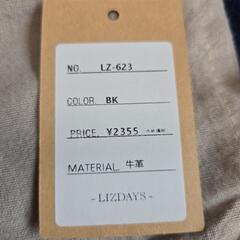 NO. LZ-623
COLOR. BK
PRICE. ¥2355
MATERIAL. 牛革
- LIZDAYS -